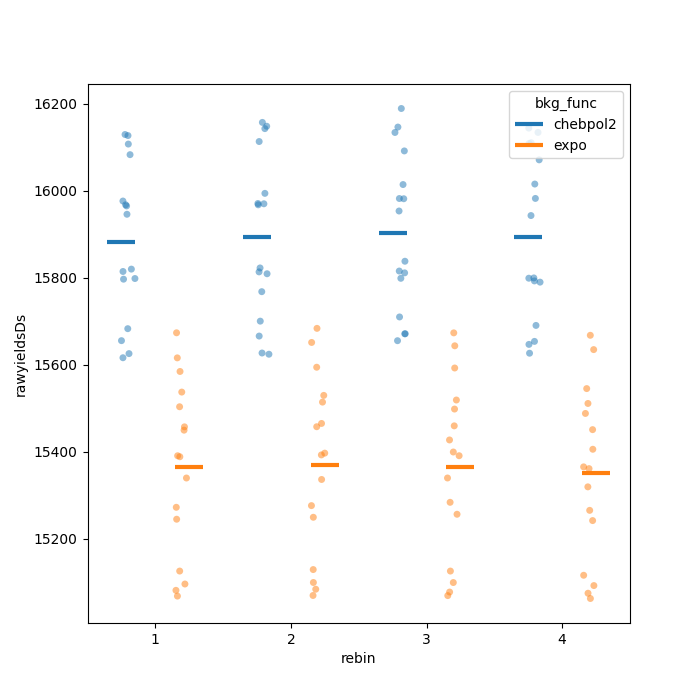 bkg_func
chebpol2
expo
16200
16000
15800
15600
15400
15200
rawyieldsDs
1 2 3 4
rebin